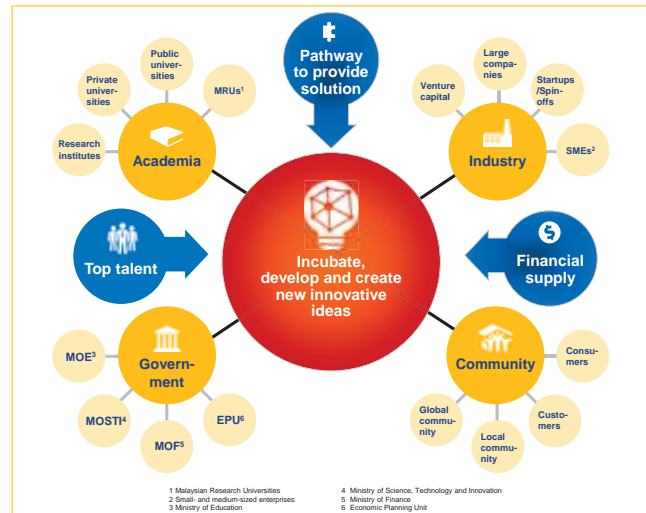 Pathway
to provide
solution
Public
univer-
sities
Private
univer-
sities
MRUs¹
Research
institutes
Academia
Large
compa-
nies
Venture
capital
Startups
/Spin-
offs
SMEs²
Industry
Top talent
Incubate,
develop and create
new innovative
ideas
Financial
supply
Govern-
ment
MOE³
MOSTI⁴
MOF⁵
EPU⁶
Community
Consu-
mers
Custo-
mers
Local
commu-
nity
Global
commu-
nity
1 Malaysian Research Universities
2 Small- and medium-sized enterprises
3 Ministry of Education
4 Ministry of Science, Technology and Innovation
5 Ministry of Finance
6 Economic Planning Unit